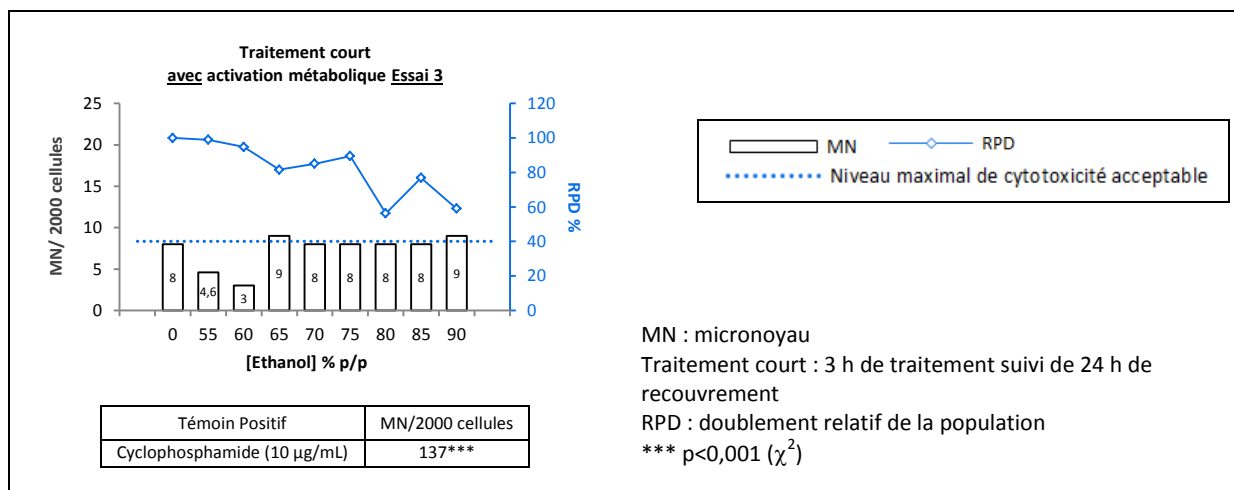 Traitement court
avec activation métabolique Essai 3
25
20
15
10
5
0
MN/ 2000 cellules
120
100
80
60
40
20
0
RPD %
8
4,6
3
9
8
8
8
8
9
0 55 60 65 70 75 80 85 90
[Ethanol] % p/p
MN RPD
Niveau maximal de cytotoxicité acceptable
Témoin Positif MN/2000 cellules
Cyclophosphamide (10 µg/mL) 137***
MN : micronoyau
Traitement court : 3 h de traitement suivi de 24 h de
recouvrement
RPD : doublement relatif de la population
*** p<0,001 (χ²)